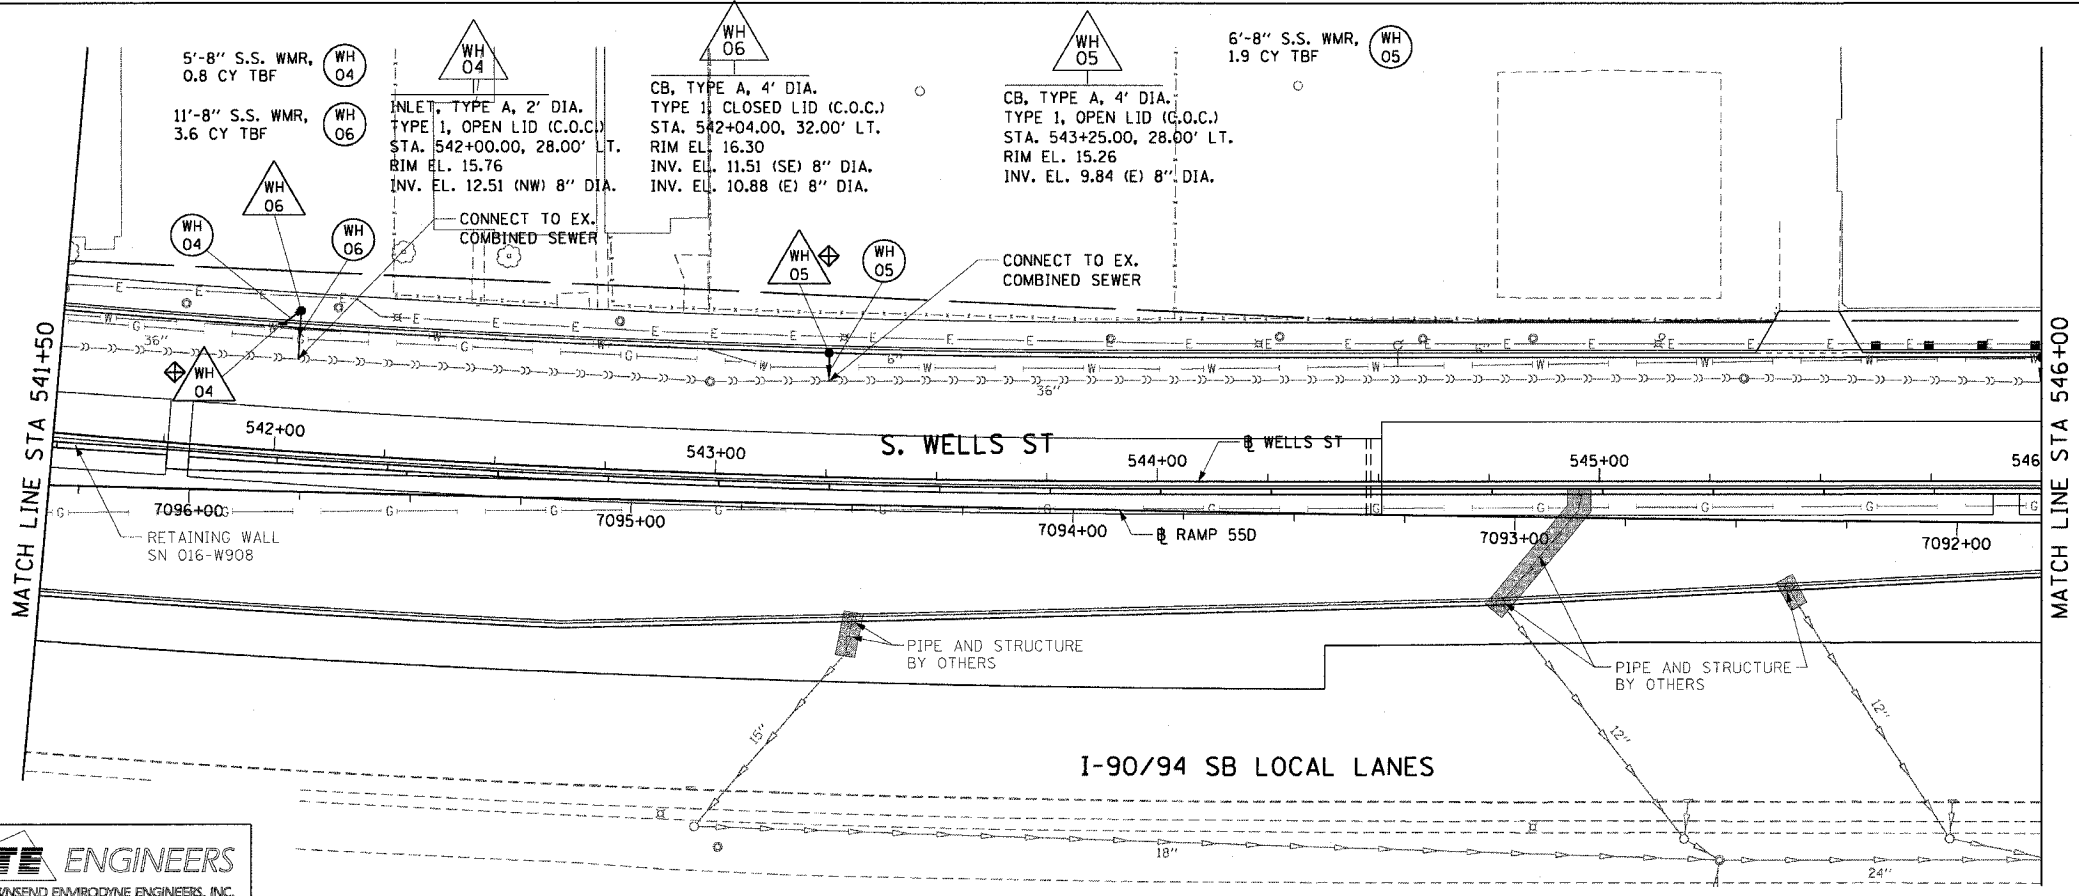 5'-8" S.S. WMR,
0.8 CY TBF
WH
04
11'-8" S.S. WMR,
3.6 CY TBF
WH
06
WH
04
INLET, TYPE A, 2' DIA.
TYPE 1, OPEN LID (C.O.C.)
STA. 542+00.00, 28.00' LT.
RIM EL. 15.76
INV. EL. 12.51 (NW) 8" DIA.
WH
06
CB, TYPE A, 4' DIA.
TYPE 1, CLOSED LID (C.O.C.)
STA. 542+04.00, 32.00' LT.
RIM EL. 16.30
INV. EL. 11.51 (SE) 8" DIA.
INV. EL. 10.88 (E) 8" DIA.
WH
05
CB, TYPE A, 4' DIA.
TYPE 1, OPEN LID (C.O.C.)
STA. 543+25.00, 28.00' LT.
RIM EL. 15.26
INV. EL. 9.84 (E) 8" DIA.
6'-8" S.S. WMR,
1.9 CY TBF
WH
05
WH
06
WH
04
WH
06
CONNECT TO EX.
COMBINED SEWER
WH
05
WH
05
CONNECT TO EX.
COMBINED SEWER
36"
6"
36"
WH
04
MATCH LINE STA 541+50
MATCH LINE STA 546+00
542+00
543+00
S. WELLS ST
544+00
WELLS ST
545+00
546
7096+00
7095+00
7094+00
RAMP 55D
7093+00
7092+00
RETAINING WALL
SN 016-W908
PIPE AND STRUCTURE
BY OTHERS
PIPE AND STRUCTURE
BY OTHERS
15"
12"
12"
I-90/94 SB LOCAL LANES
18"
24"
TE ENGINEERS
ENVIRODYNE ENGINEERS, INC.